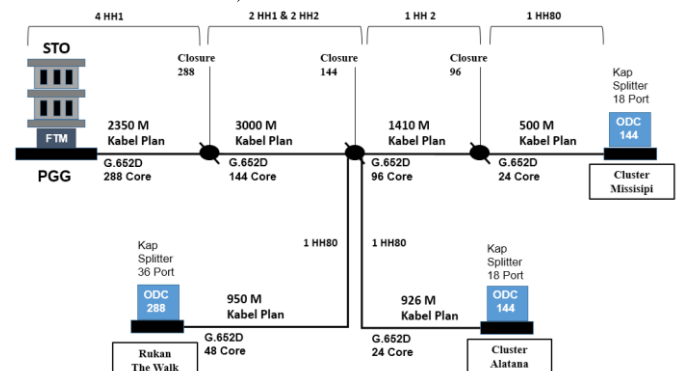 4 HH1
2 HH1 & 2 HH2
1 HH 2
1 HH80
STO
Closure
288
Closure
144
Closure
96
Kap
Splitter
18 Port
FTM
PGG
2350 M
Kabel Plan
G.652D
288 Core
3000 M
Kabel Plan
G.652D
144 Core
1410 M
Kabel Plan
G.652D
96 Core
500 M
Kabel Plan
G.652D
24 Core
ODC
144
Cluster
Missisipi
1 HH80
1 HH80
Kap
Splitter
36 Port
ODC
288
Rukan
The Walk
950 M
Kabel Plan
G.652D
48 Core
926 M
Kabel Plan
G.652D
24 Core
Kap
Splitter
18 Port
ODC
144
Cluster
Alatana